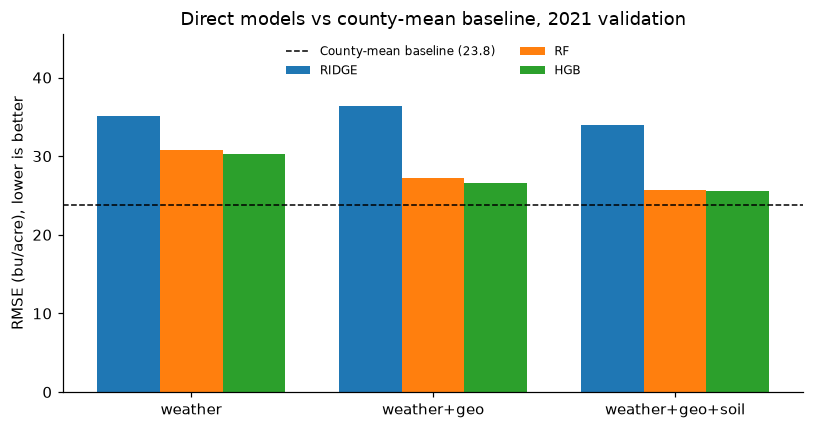 Direct models vs county-mean baseline, 2021 validation
County-mean baseline (23.8)
RIDGE
RF
HGB
RMSE (bu/acre), lower is better
40
30
20
10
0
weather
weather+geo
weather+geo+soil